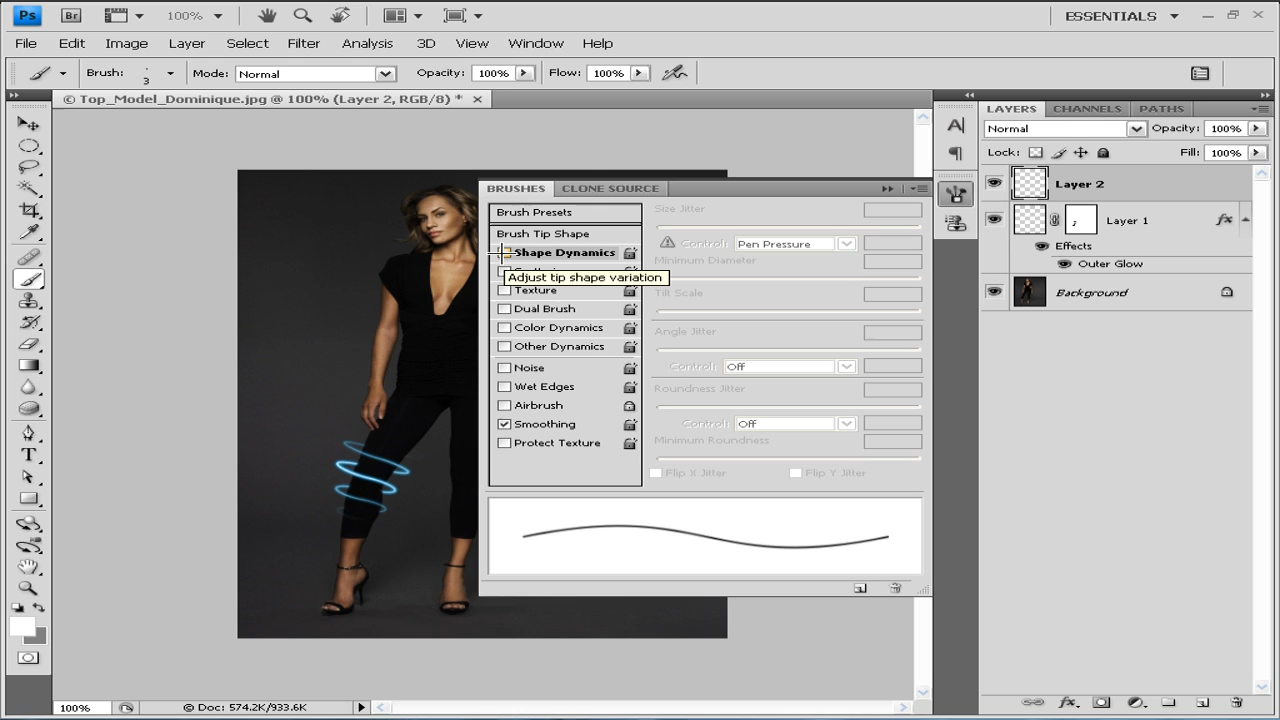 Ps Br 100% ESSENTIALS
File Edit Image Layer Select Filter Analysis 3D View Window Help
Brush: 3 Mode: Normal Opacity: 100% Flow: 100%
© Top_Model_Dominique.jpg @ 100% (Layer 2, RGB/8) *
BRUSHES CLONE SOURCE
Brush Presets
Brush Tip Shape
Shape Dynamics
Adjust tip shape variation
Texture
Dual Brush
Color Dynamics
Other Dynamics
Noise
Wet Edges
Airbrush
Smoothing
Protect Texture
Size Jitter
Control: Pen Pressure
Minimum Diameter
Tilt Scale
Angle Jitter
Control: Off
Roundness Jitter
Control: Off
Minimum Roundness
Flip X Jitter Flip Y Jitter
LAYERS CHANNELS PATHS
Normal Opacity: 100%
Lock: Fill: 100%
Layer 2
Layer 1 fx
Effects
Outer Glow
Background
100% © Doc: 574.2K/933.6K